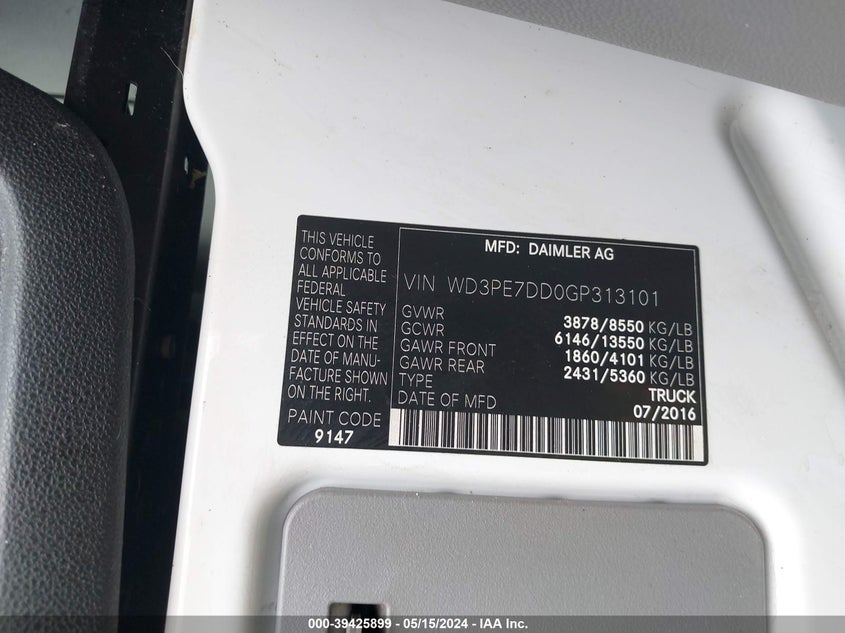 THIS VEHICLE
CONFORMS TO
ALL APPLICABLE
FEDERAL
VEHICLE SAFETY
STANDARDS IN
EFFECT ON THE
DATE OF MANU-
FACTURE SHOWN
ON THE RIGHT.
PAINT CODE
9147
MFD: DAIMLER AG
VIN WD3PE7DD0GP313101
GVWR 3878/8550 KG/LB
GCWR 6146/13550 KG/LB
GAWR FRONT 1860/4101 KG/LB
GAWR REAR 2431/5360 KG/LB
TYPE TRUCK
DATE OF MFD 07/2016
000-39425899 - 05/15/2024 - IAA Inc.